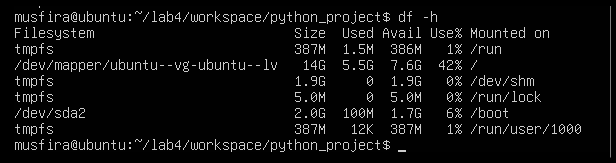 musfira@ubuntu:~/lab4/workspace/python_project$ df -h
Filesystem                         Size  Used Avail Use% Mounted on
tmpfs                              387M  1.5M  386M   1% /run
/dev/mapper/ubuntu--vg-ubuntu--lv   14G  5.5G  7.6G  42% /
tmpfs                              1.9G     0  1.9G   0% /dev/shm
tmpfs                              5.0M     0  5.0M   0% /run/lock
/dev/sda2                          2.0G  100M  1.7G   6% /boot
tmpfs                              387M   12K  387M   1% /run/user/1000
musfira@ubuntu:~/lab4/workspace/python_project$ _